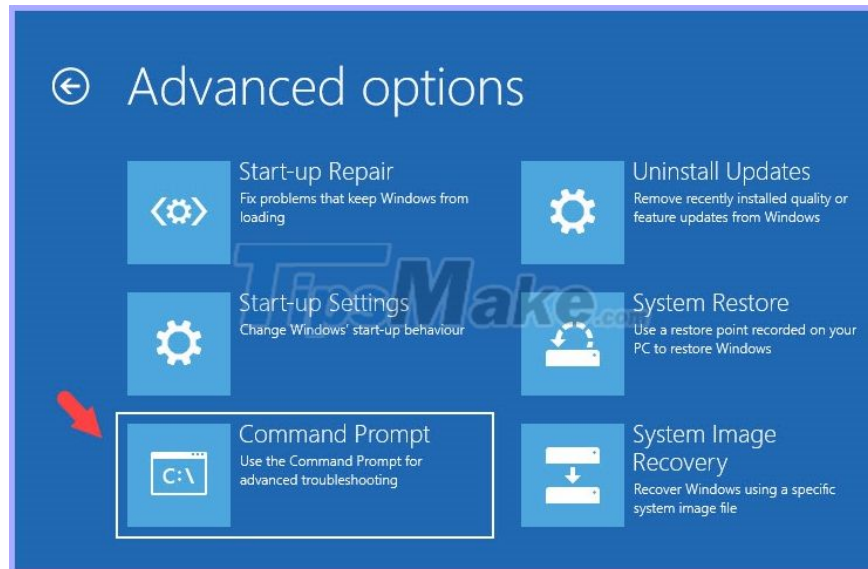 Advanced options
Start-up Repair
Fix problems that keep Windows from
loading
Uninstall Updates
Remove recently installed quality or
feature updates from Windows
TipsMake.com
Start-up Settings
Change Windows' start-up behaviour
System Restore
Use a restore point recorded on your
PC to restore Windows
C:\
Command Prompt
Use the Command Prompt for
advanced troubleshooting
System Image
Recovery
Recover Windows using a specific
system image file